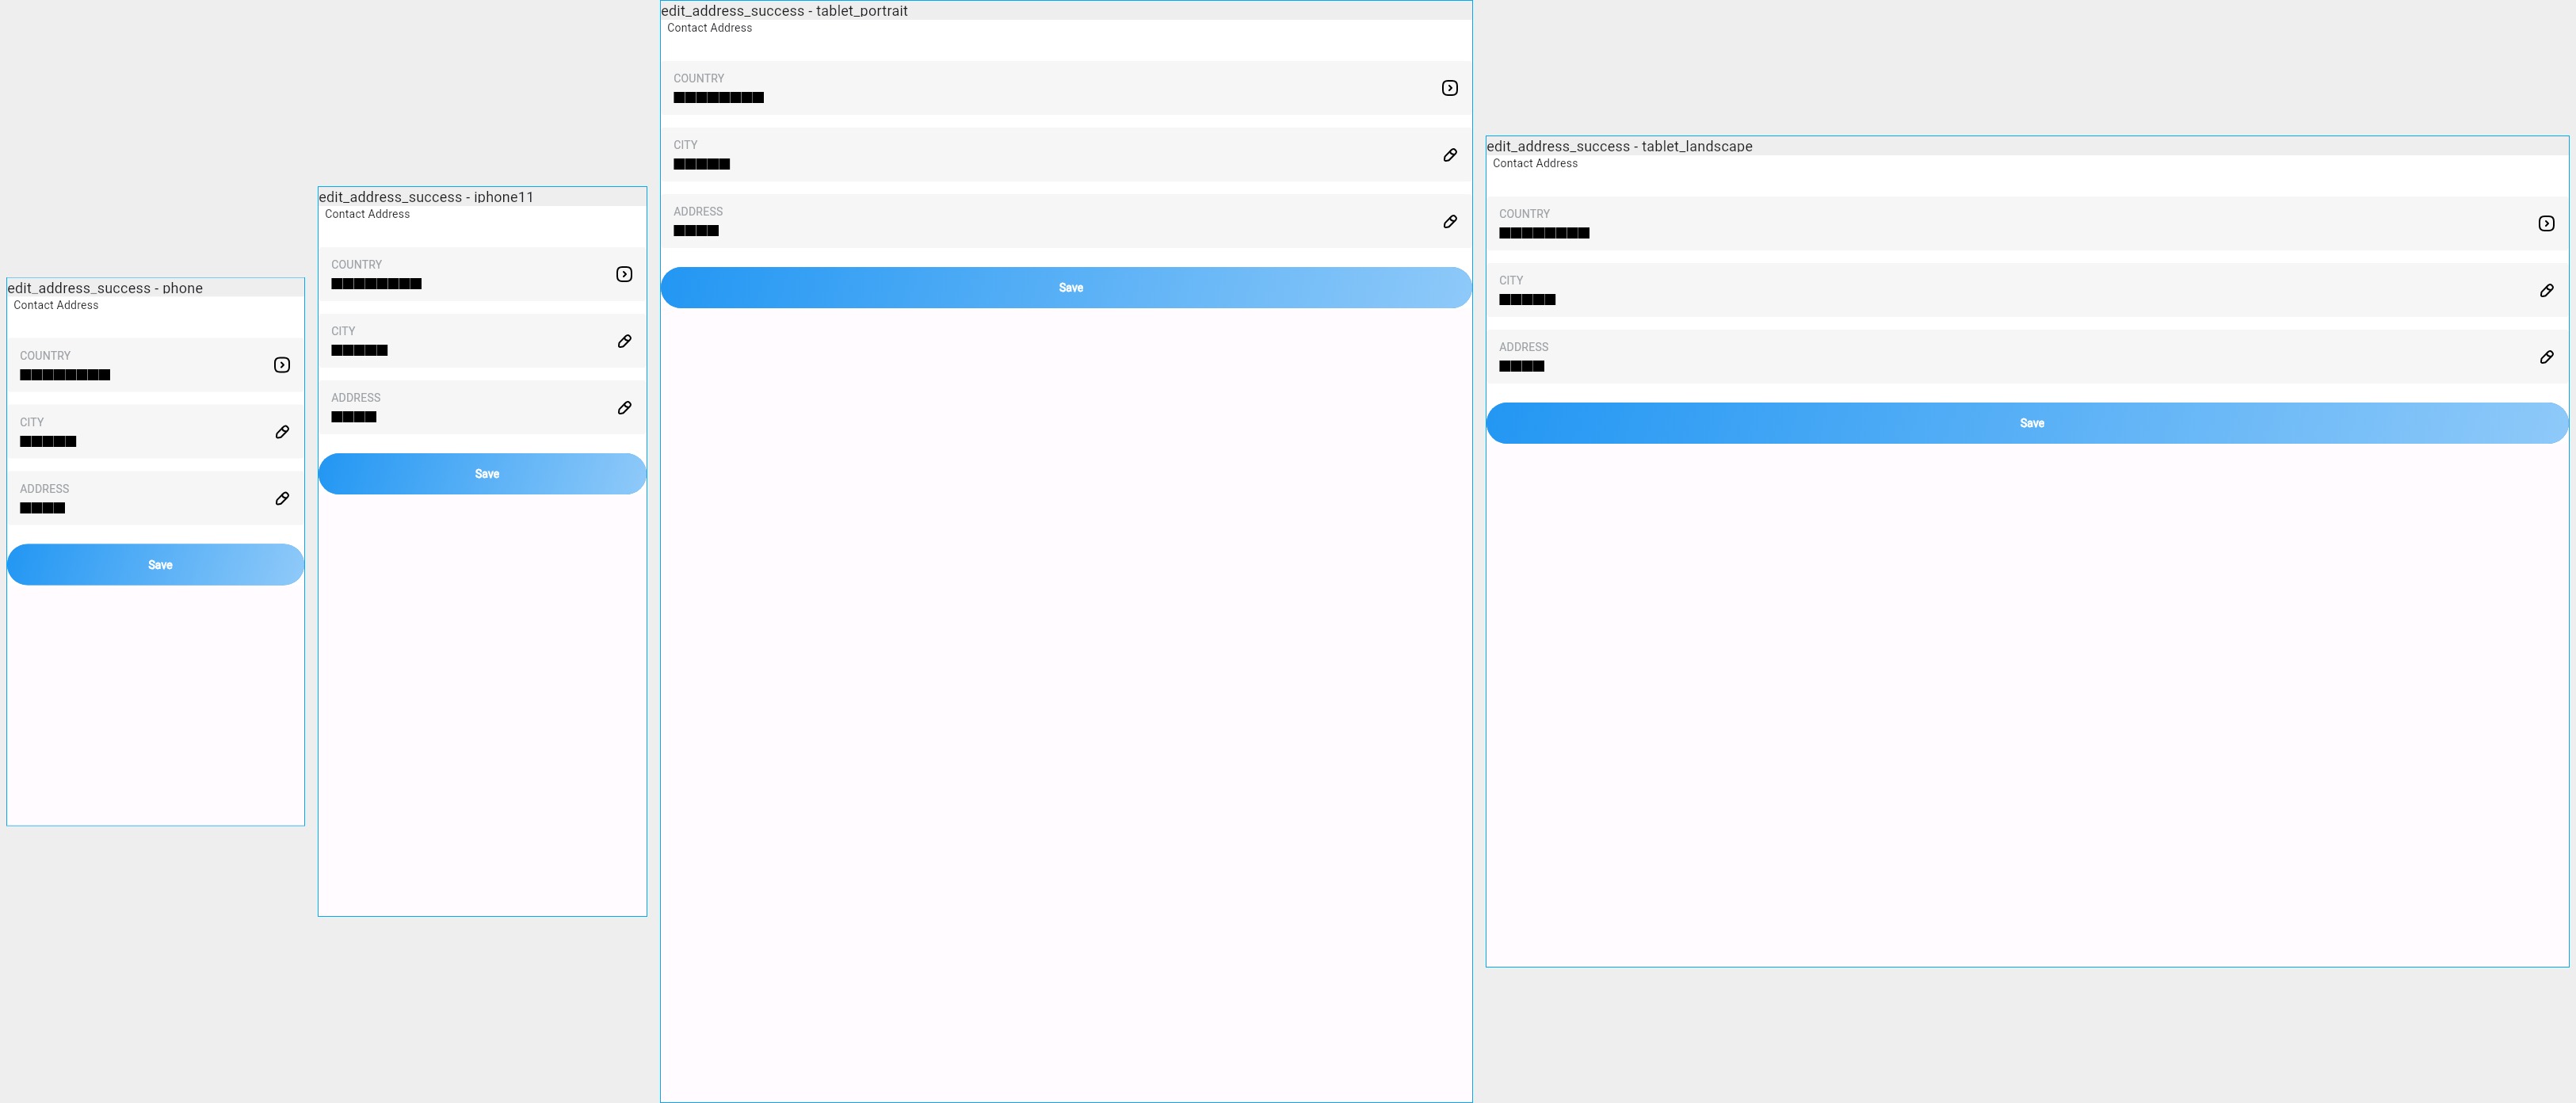 edit_address_success - phone
Contact Address
COUNTRY
CITY
ADDRESS
Save
edit_address_success - iphone11
Contact Address
COUNTRY
CITY
ADDRESS
Save
edit_address_success - tablet_portrait
Contact Address
COUNTRY
CITY
ADDRESS
Save
edit_address_success - tablet_landscape
Contact Address
COUNTRY
CITY
ADDRESS
Save